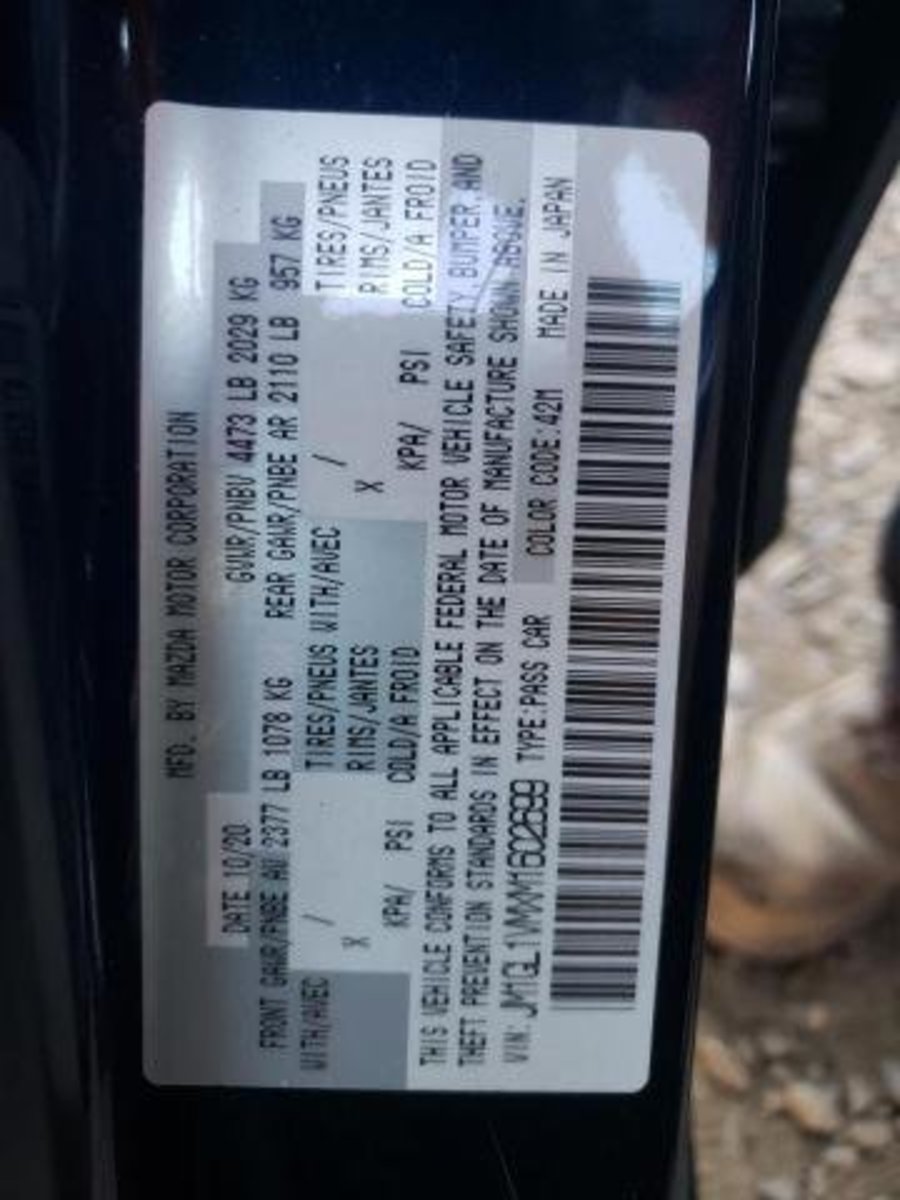 MFD. BY MAZDA MOTOR CORPORATION
DATE 10/20 GVWR/PNBV 4473 LB 2029 KG
FRONT GAWR/PNBE AV 2377 LB 1078 KG REAR GAWR/PNBE AR 2110 LB 957 KG
WITH/AVEC / TIRES/PNEUS WITH/AVEC / TIRES/PNEUS
X RIMS/JANTES X RIMS/JANTES
KPA/ PSI COLD/A FROID KPA/ PSI COLD/A FROID
THIS VEHICLE CONFORMS TO ALL APPLICABLE FEDERAL MOTOR VEHICLE SAFETY, BUMPER, AND
THEFT PREVENTION STANDARDS IN EFFECT ON THE DATE OF MANUFACTURE SHOWN ABOVE.
VIN: JM1GL1VMXM1602699 TYPE:PASS CAR COLOR CODE:42M MADE IN JAPAN